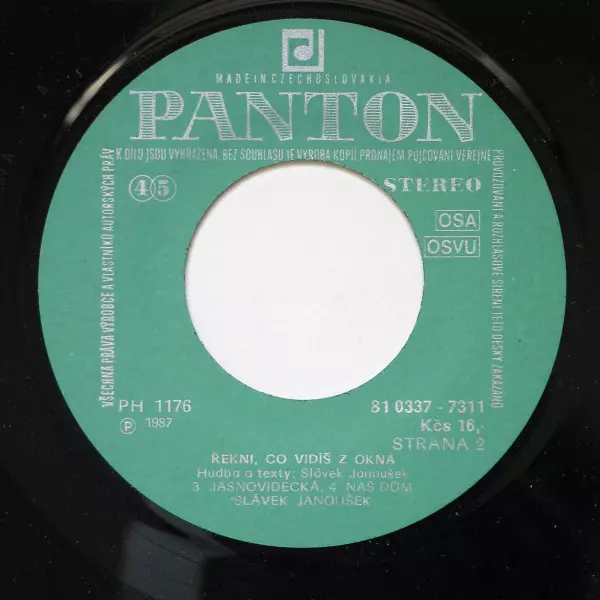 MADE IN CZECHOSLOVAKIA
PANTON
VŠECHNA PRÁVA VÝROBCE A VLASTNÍKŮ AUTORSKÝCH PRÁV
K DÍLU JSOU VYHRAZENA. BEZ SOUHLASU JE VÝROBA KOPIÍ PRONÁJEM PŮJČOVÁNÍ VEŘEJNÉ
PROVOZOVÁNÍ A ROZHLASOVÉ ŠÍŘENÍ TÉTO DESKY ZAKÁZÁNO
45
STEREO
OSA
OSVU
PH 1176
℗ 1987
81 0337 - 7311
Kčs 16,-
STRANA 2
ŘEKNI, CO VIDÍŠ Z OKNA
Hudba a texty: Slávek Janoušek
3. JASNOVIDECKÁ, 4. NÁŠ DŮM
SLÁVEK JANOUŠEK